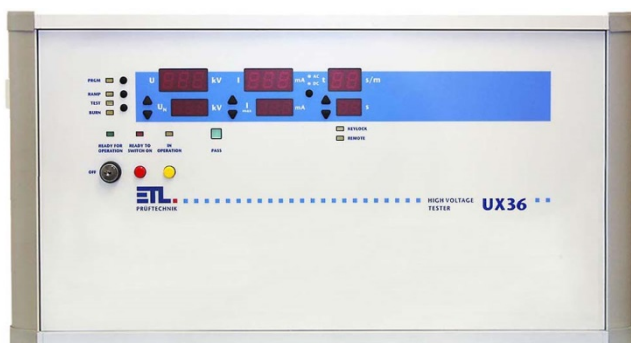 U kV I mA AC t s/m
DC
PRGM
RAMP
TEST
BURN
UN kV I MAX mA s
KEYLOCK
REMOTE
READY FOR OPERATION
READY TO SWITCH ON
IN OPERATION
PASS
OFF
ETL
PRÜFTECHNIK
HIGH VOLTAGE
TESTER
UX36